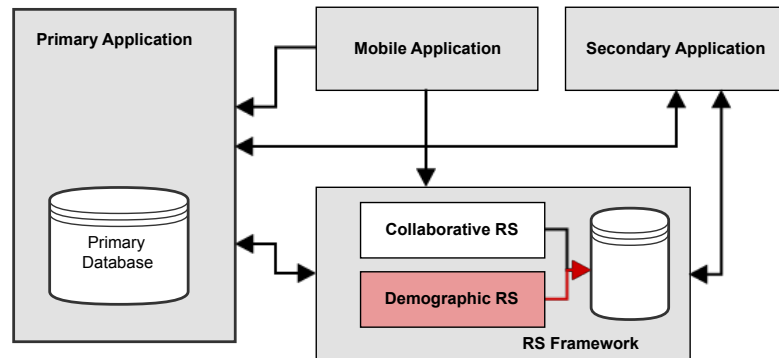 Primary Application
Mobile Application
Secondary Application
Primary
Database
Collaborative RS
Demographic RS
RS Framework